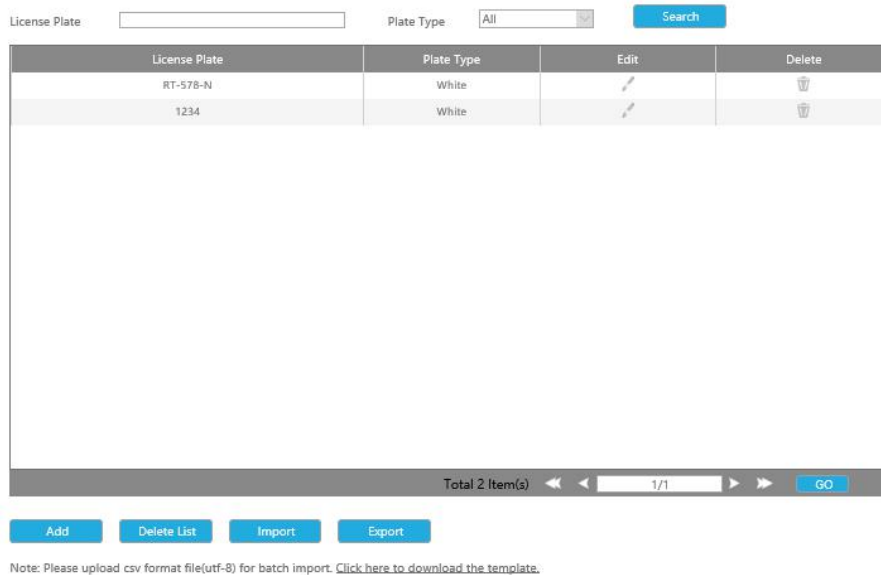 License Plate Plate Type All Search
License Plate Plate Type Edit Delete
RT-578-N White
1234 White
Total 2 Item(s) 1/1 GO
Add Delete List Import Export
Note: Please upload csv format file(utf-8) for batch import. Click here to download the template.